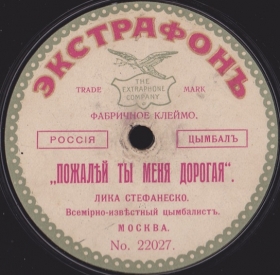 ЭКСТРАФОНЪ
TRADE MARK
THE
EXTRAPHONE
COMPANY
ФАБРИЧНОЕ КЛЕЙМО.
РОССІЯ ЦЫМБАЛЪ
„ПОЖАЛѢЙ ТЫ МЕНЯ ДОРОГАЯ“.
ЛИКА СТЕФАНЕСКО.
Всемірно-извѣстный цымбалистъ.
МОСКВА.
No. 22027.